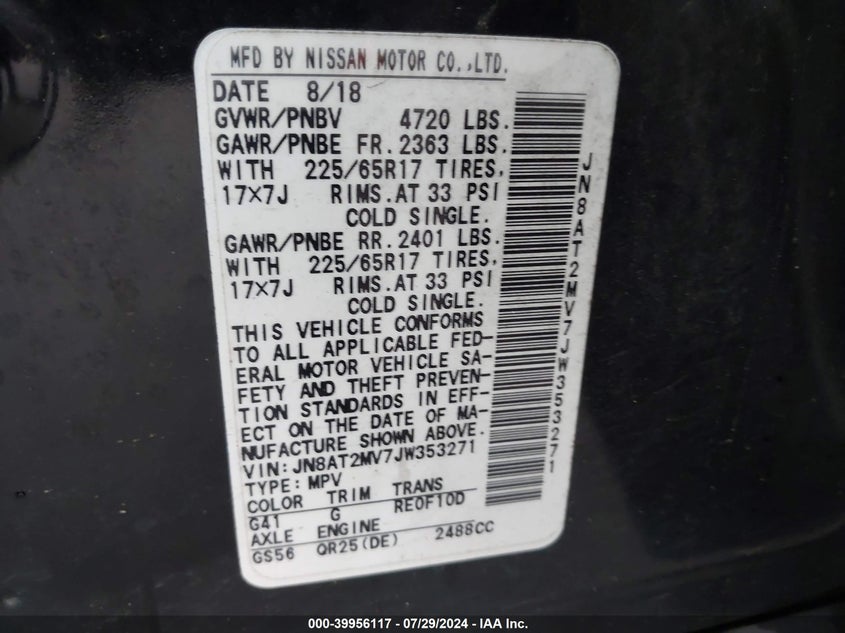 MFD BY NISSAN MOTOR CO.,LTD.
DATE 8/18
GVWR/PNBV 4720 LBS.
GAWR/PNBE FR. 2363 LBS.
WITH 225/65R17 TIRES,
17X7J RIMS.AT 33 PSI
COLD SINGLE.
GAWR/PNBE RR. 2401 LBS.
WITH 225/65R17 TIRES,
17X7J RIMS.AT 33 PSI
COLD SINGLE.
THIS VEHICLE CONFORMS
TO ALL APPLICABLE FED-
ERAL MOTOR VEHICLE SA-
FETY AND THEFT PREVEN-
TION STANDARDS IN EFF-
ECT ON THE DATE OF MA-
NUFACTURE SHOWN ABOVE.
VIN:JN8AT2MV7JW353271
TYPE:MPV
COLOR TRIM TRANS
G41 G RE0F10D
AXLE ENGINE
GS56 QR25(DE) 2488CC
JN8AT2MV7JW353271
000-39956117 - 07/29/2024 - IAA Inc.